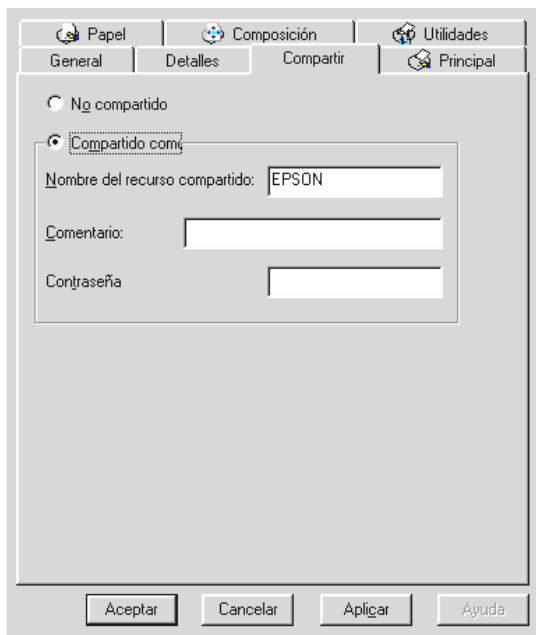 Papel Composición Utilidades
General Detalles Compartir Principal
No compartido
Compartido como
Nombre del recurso compartido: EPSON
Comentario:
Contraseña
Aceptar Cancelar Aplicar Ayuda